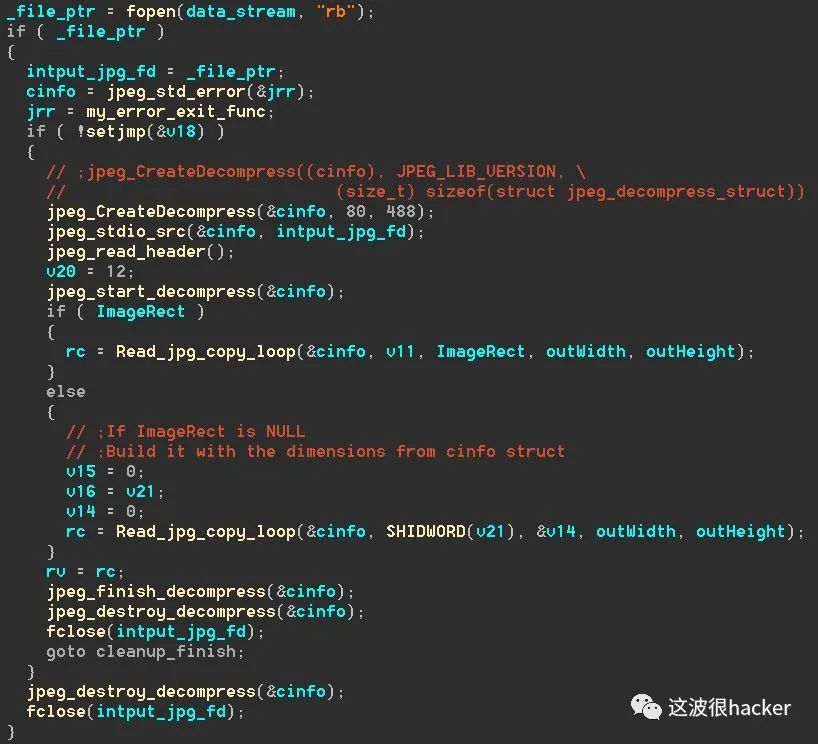 _file_ptr = fopen(data_stream, "rb");
if ( _file_ptr )
{
  intput_jpg_fd = _file_ptr;
  cinfo = jpeg_std_error(&jrr);
  jrr = my_error_exit_func;
  if ( !setjmp(&v18) )
  {
    // ;jpeg_CreateDecompress((cinfo), JPEG_LIB_VERSION, \
    //                         (size_t) sizeof(struct jpeg_decompress_struct))
    jpeg_CreateDecompress(&cinfo, 80, 488);
    jpeg_stdio_src(&cinfo, intput_jpg_fd);
    jpeg_read_header();
    v20 = 12;
    jpeg_start_decompress(&cinfo);
    if ( ImageRect )
    {
      rc = Read_jpg_copy_loop(&cinfo, v11, ImageRect, outWidth, outHeight);
    }
    else
    {
      // ;If ImageRect is NULL
      // ;Build it with the dimensions from cinfo struct
      v15 = 0;
      v16 = v21;
      v14 = 0;
      rc = Read_jpg_copy_loop(&cinfo, SHIDWORD(v21), &v14, outWidth, outHeight);
    }
    rv = rc;
    jpeg_finish_decompress(&cinfo);
    jpeg_destroy_decompress(&cinfo);
    fclose(intput_jpg_fd);
    goto cleanup_finish;
  }
  jpeg_destroy_decompress(&cinfo);
  fclose(intput_jpg_fd);
}
这波很hacker